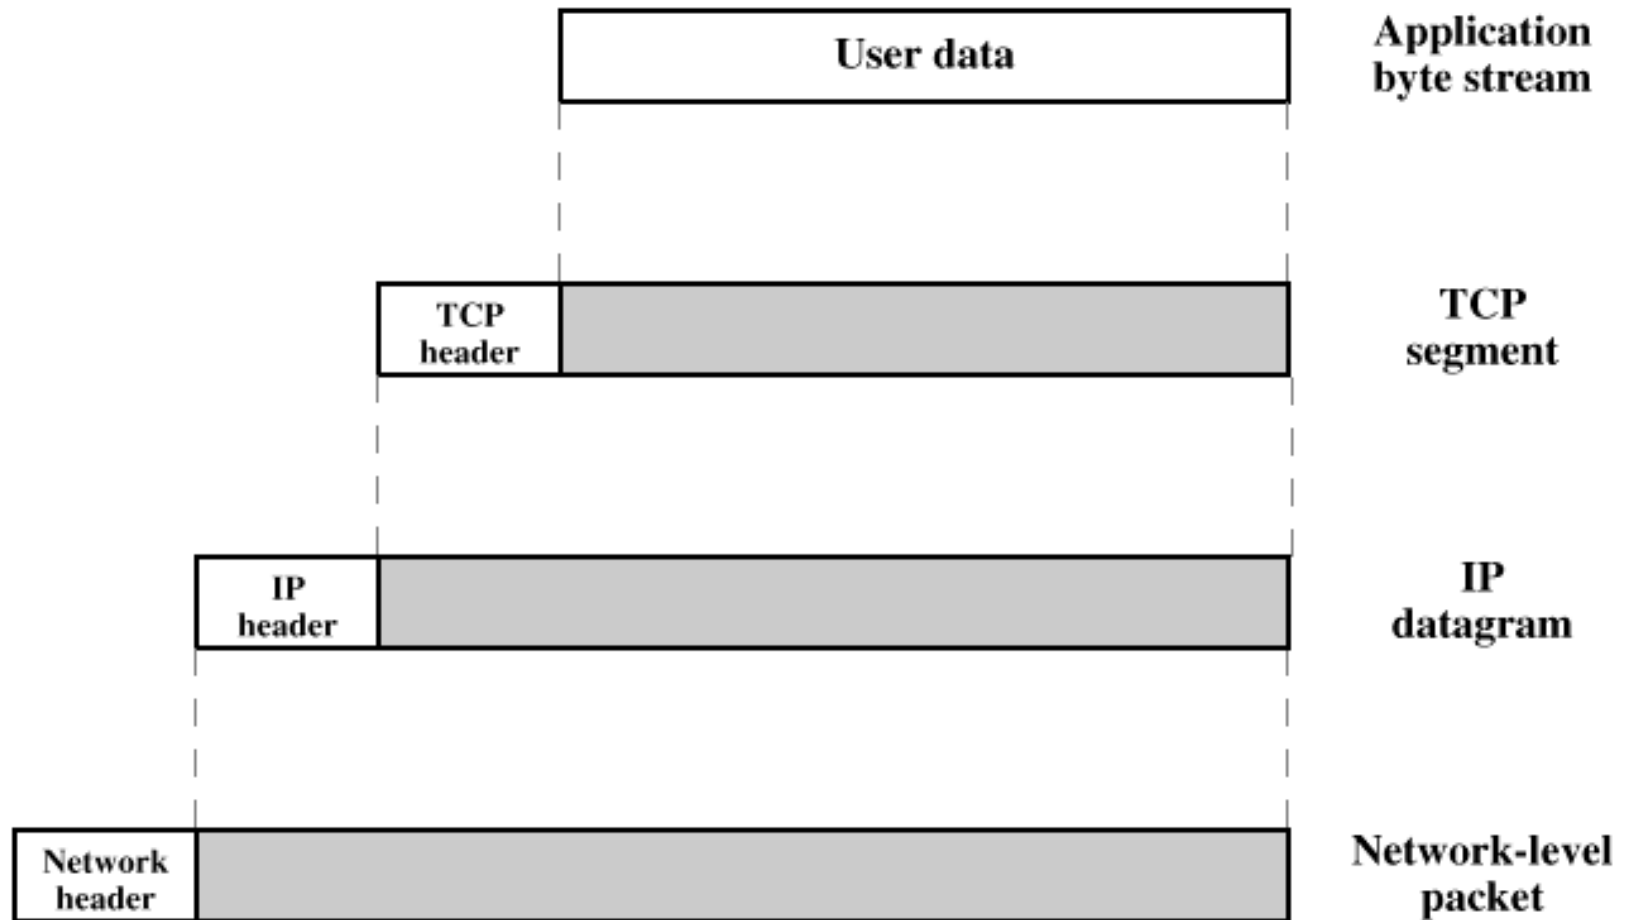 User data
Application
byte stream
TCP
header
TCP
segment
IP
header
IP
datagram
Network
header
Network-level
packet